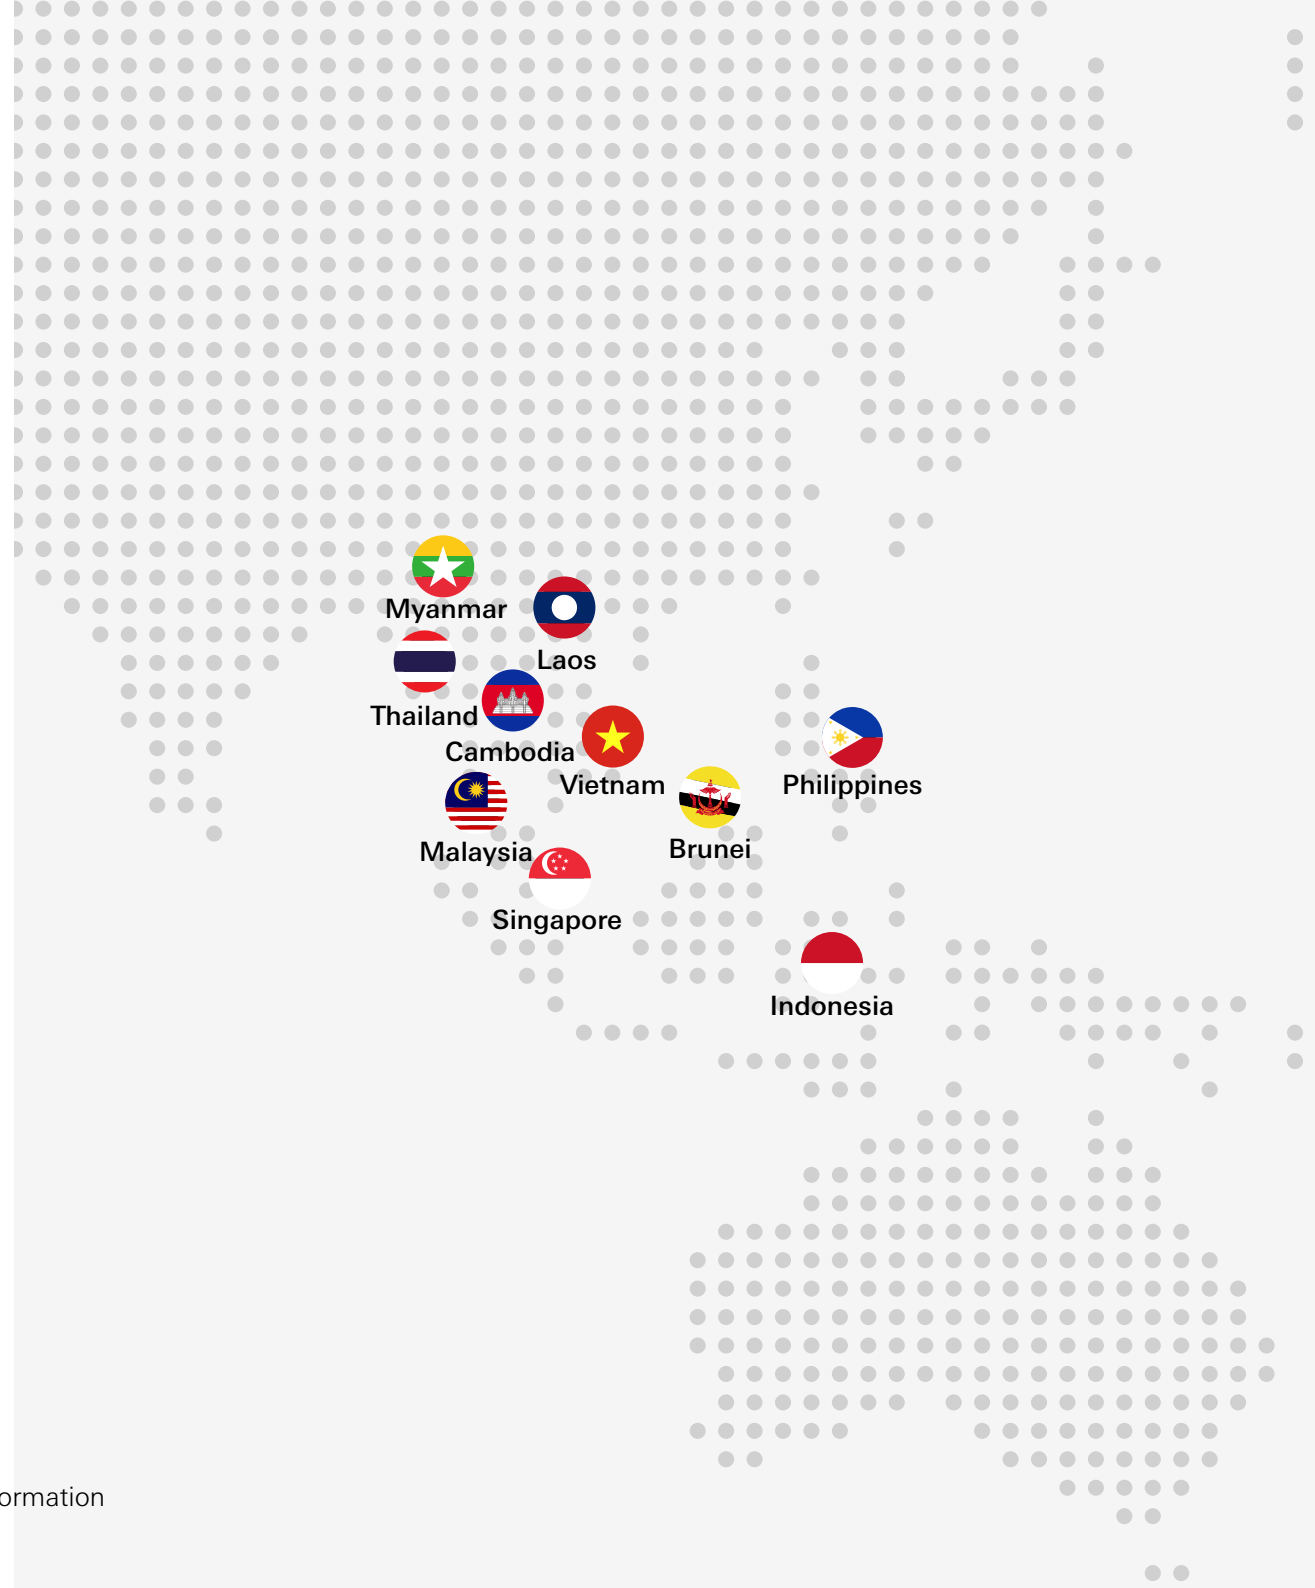 Myanmar
Laos
Thailand
Cambodia
Vietnam
Philippines
Malaysia
Brunei
Singapore
Indonesia
ormation